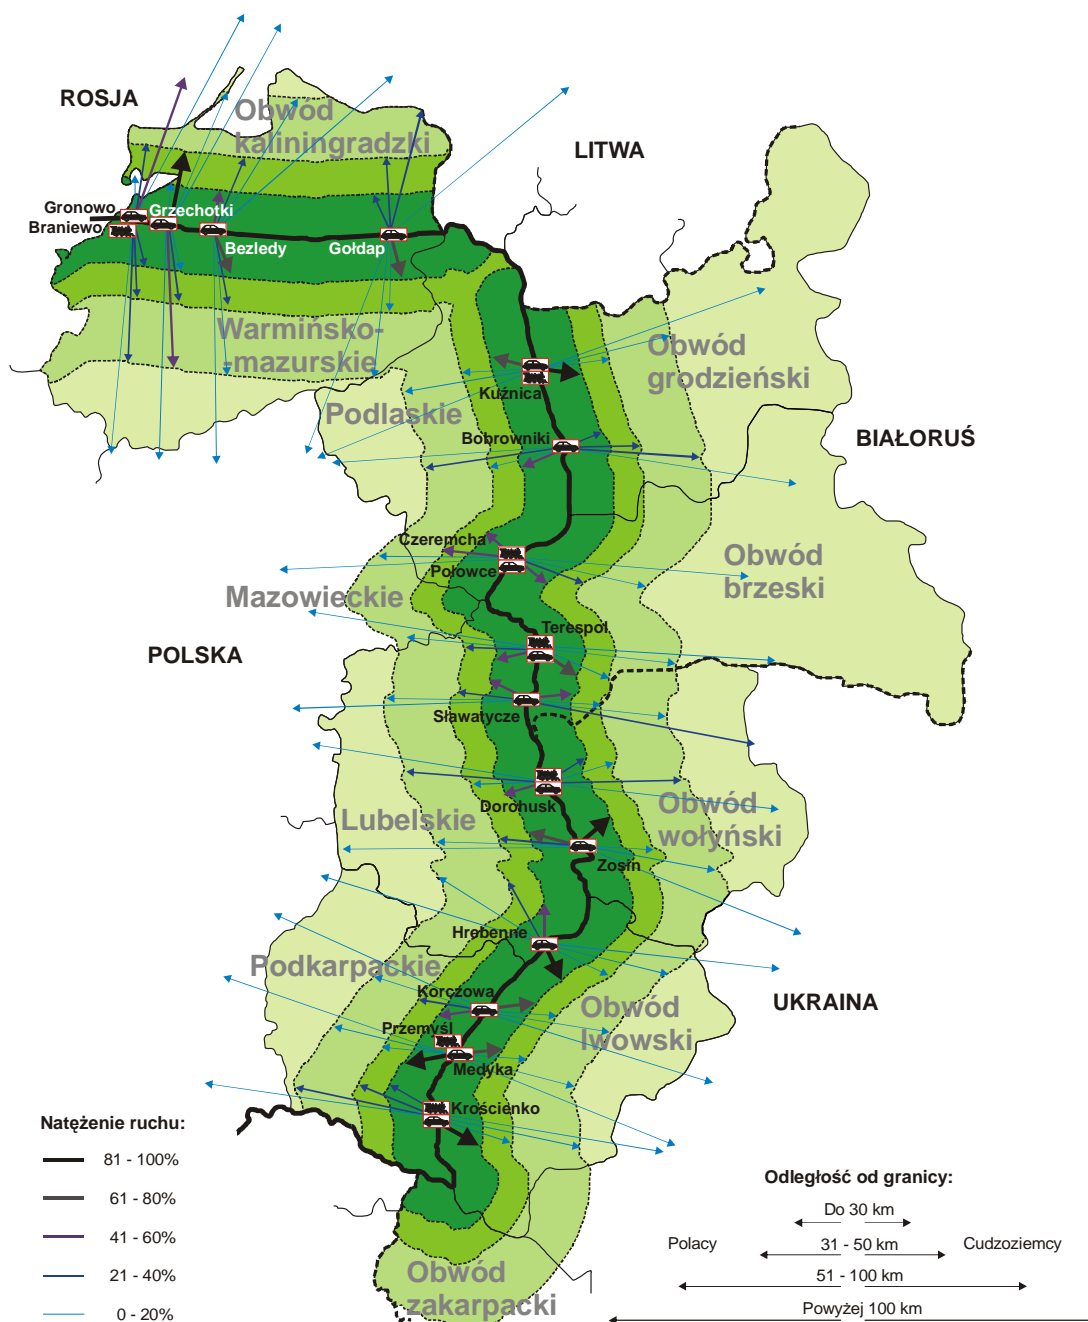 ROSJA
Obwód
kaliningradzki
LITWA
Gronowo
Grzechotki
Braniewo
Bezledy
Gołdap
Warmińsko-
-mazurskie
Obwód
grodzieński
Kuźnica
Podlaskie
Bobrowniki
BIAŁORUŚ
Czeremcha
Połowce
Obwód
brzeski
Mazowieckie
Terespol
POLSKA
Sławatycze
Dorohusk
Obwód
wołyński
Lubelskie
Zosin
Hrebenne
Podkarpackie
Korczowa
UKRAINA
Obwód
lwowski
Przemyśl
Medyka
Krościenko
Natężenie ruchu:
81 - 100%
61 - 80%
41 - 60%
21 - 40%
0 - 20%
Obwód
zakarpacki
Odległość od granicy:
Do 30 km
Polacy
31 - 50 km
Cudzoziemcy
51 - 100 km
Powyżej 100 km